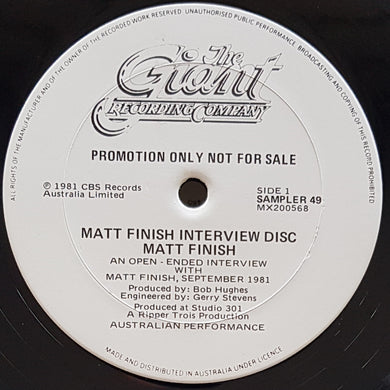 ALL RIGHTS OF THE MANUFACTURER AND OF THE OWNER OF THE RECORDED WORK RESERVED. UNAUTHORISED PUBLIC PERFORMANCE, BROADCASTING AND COPYING OF THIS RECORD PROHIBITED
The
Giant
RECORDING COMPANY
PROMOTION ONLY NOT FOR SALE
℗ 1981 CBS Records
Australia Limited
SIDE 1
SAMPLER 49
MX200568
MATT FINISH INTERVIEW DISC
MATT FINISH
AN OPEN - ENDED INTERVIEW
WITH
MATT FINISH, SEPTEMBER 1981
Produced by: Bob Hughes
Engineered by: Gerry Stevens
Produced at Studio 301
A Ripper Trois Production
AUSTRALIAN PERFORMANCE
MADE AND DISTRIBUTED IN AUSTRALIA UNDER LICENCE